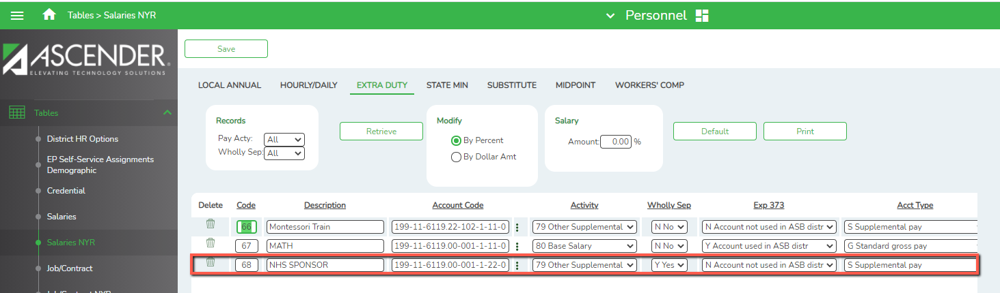 Tables > Salaries NYR
Personnel
ASCENDER
ELEVATING TECHNOLOGY SOLUTIONS
Tables
District HR Options
EP Self-Service Assignments
Demographic
Credential
Salaries
Salaries NYR
Job/Contract
Job/Contract NYR
Save
LOCAL ANNUAL HOURLY/DAILY EXTRA DUTY STATE MIN SUBSTITUTE MIDPOINT WORKERS' COMP
Records
Pay Acty: All
Wholly Sep: All
Retrieve
Modify
By Percent
By Dollar Amt
Salary
Amount: 0.00 %
Default
Print
Delete Code Description Account Code Activity Wholly Sep Exp 373 Acct Type
66 Montessori Train 199-11-6119.22-102-1-11-0 79 Other Supplemental N No N Account not used in ASB distr S Supplemental pay
67 MATH 199-11-6119.00-001-1-11-0 80 Base Salary N No Y Account used in ASB distr G Standard gross pay
68 NHS SPONSOR 199-11-6119.00-001-1-22-0 79 Other Supplemental Y Yes N Account not used in ASB distr S Supplemental pay